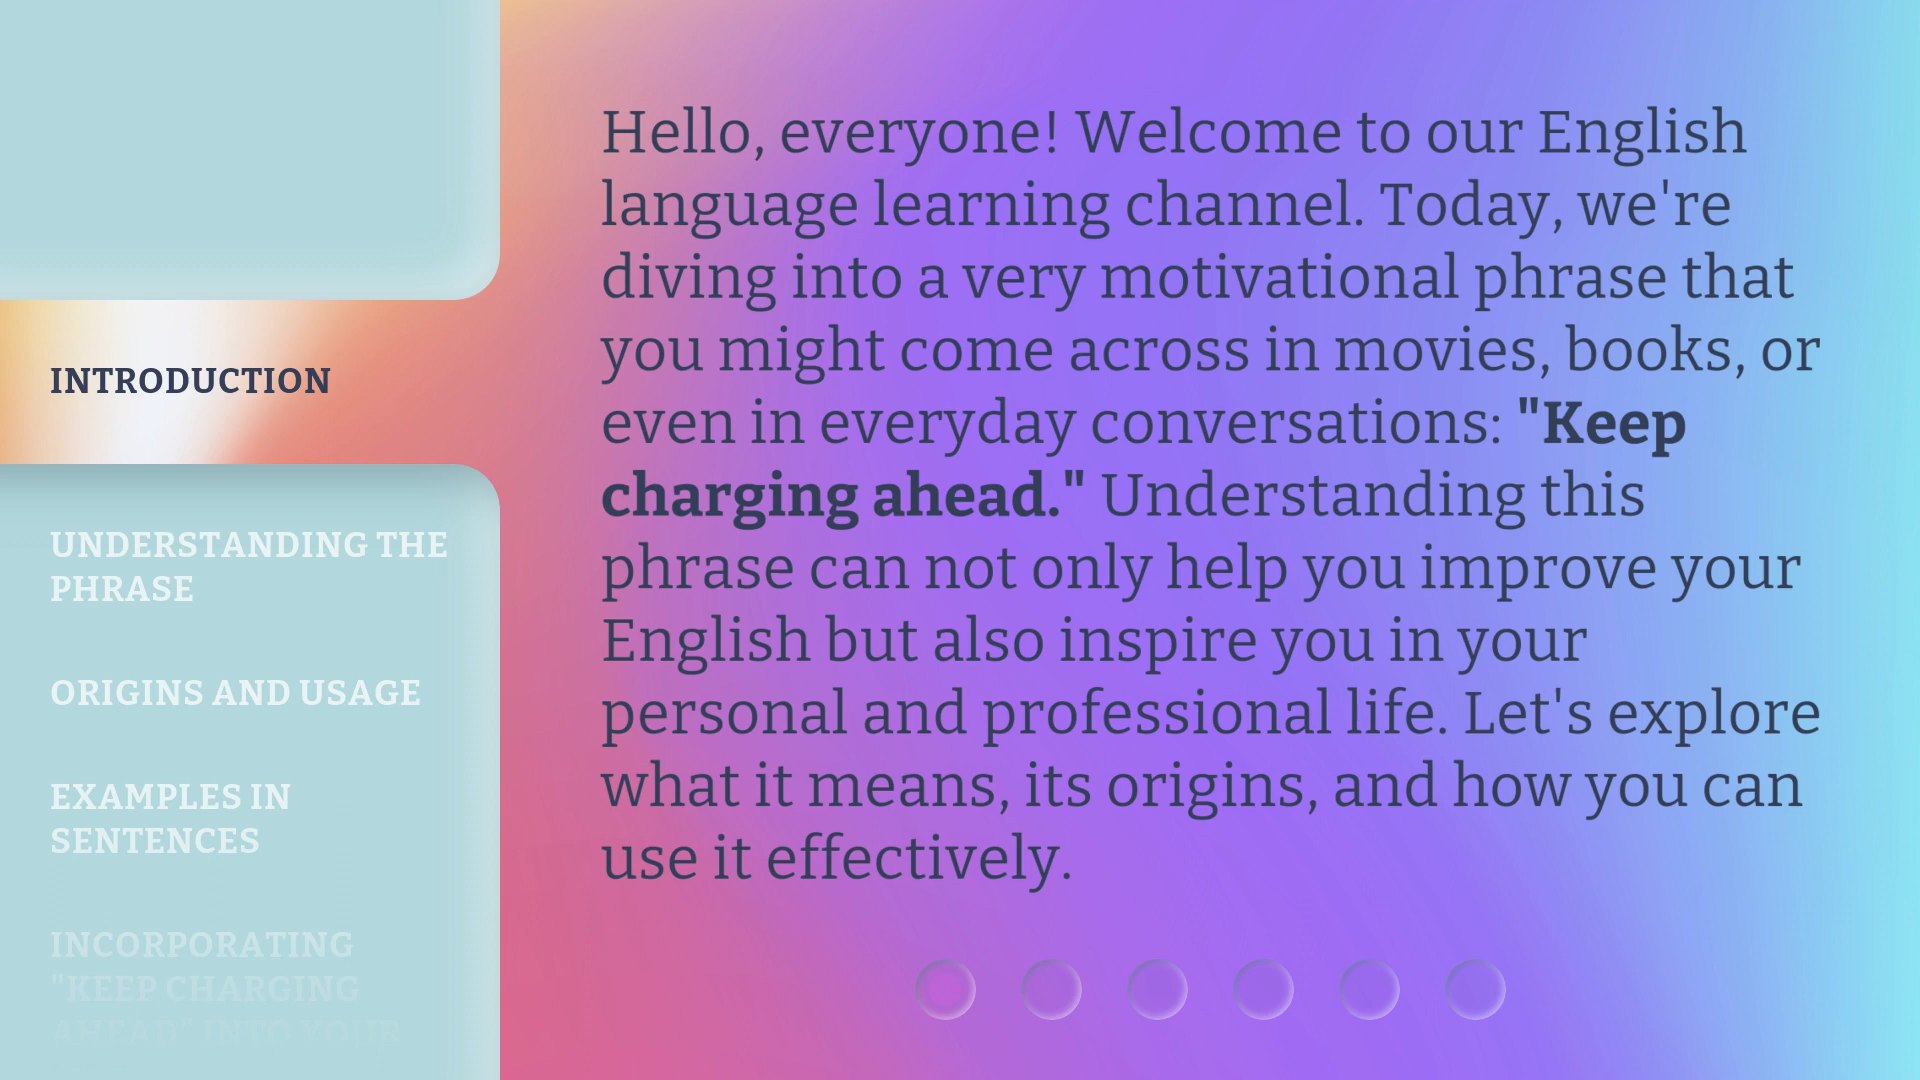 INTRODUCTION
UNDERSTANDING THE
PHRASE
ORIGINS AND USAGE
EXAMPLES IN
SENTENCES
INCORPORATING
"KEEP CHARGING
AHEAD" INTO YOUR
Hello, everyone! Welcome to our English
language learning channel. Today, we're
diving into a very motivational phrase that
you might come across in movies, books, or
even in everyday conversations: "Keep
charging ahead." Understanding this
phrase can not only help you improve your
English but also inspire you in your
personal and professional life. Let's explore
what it means, its origins, and how you can
use it effectively.